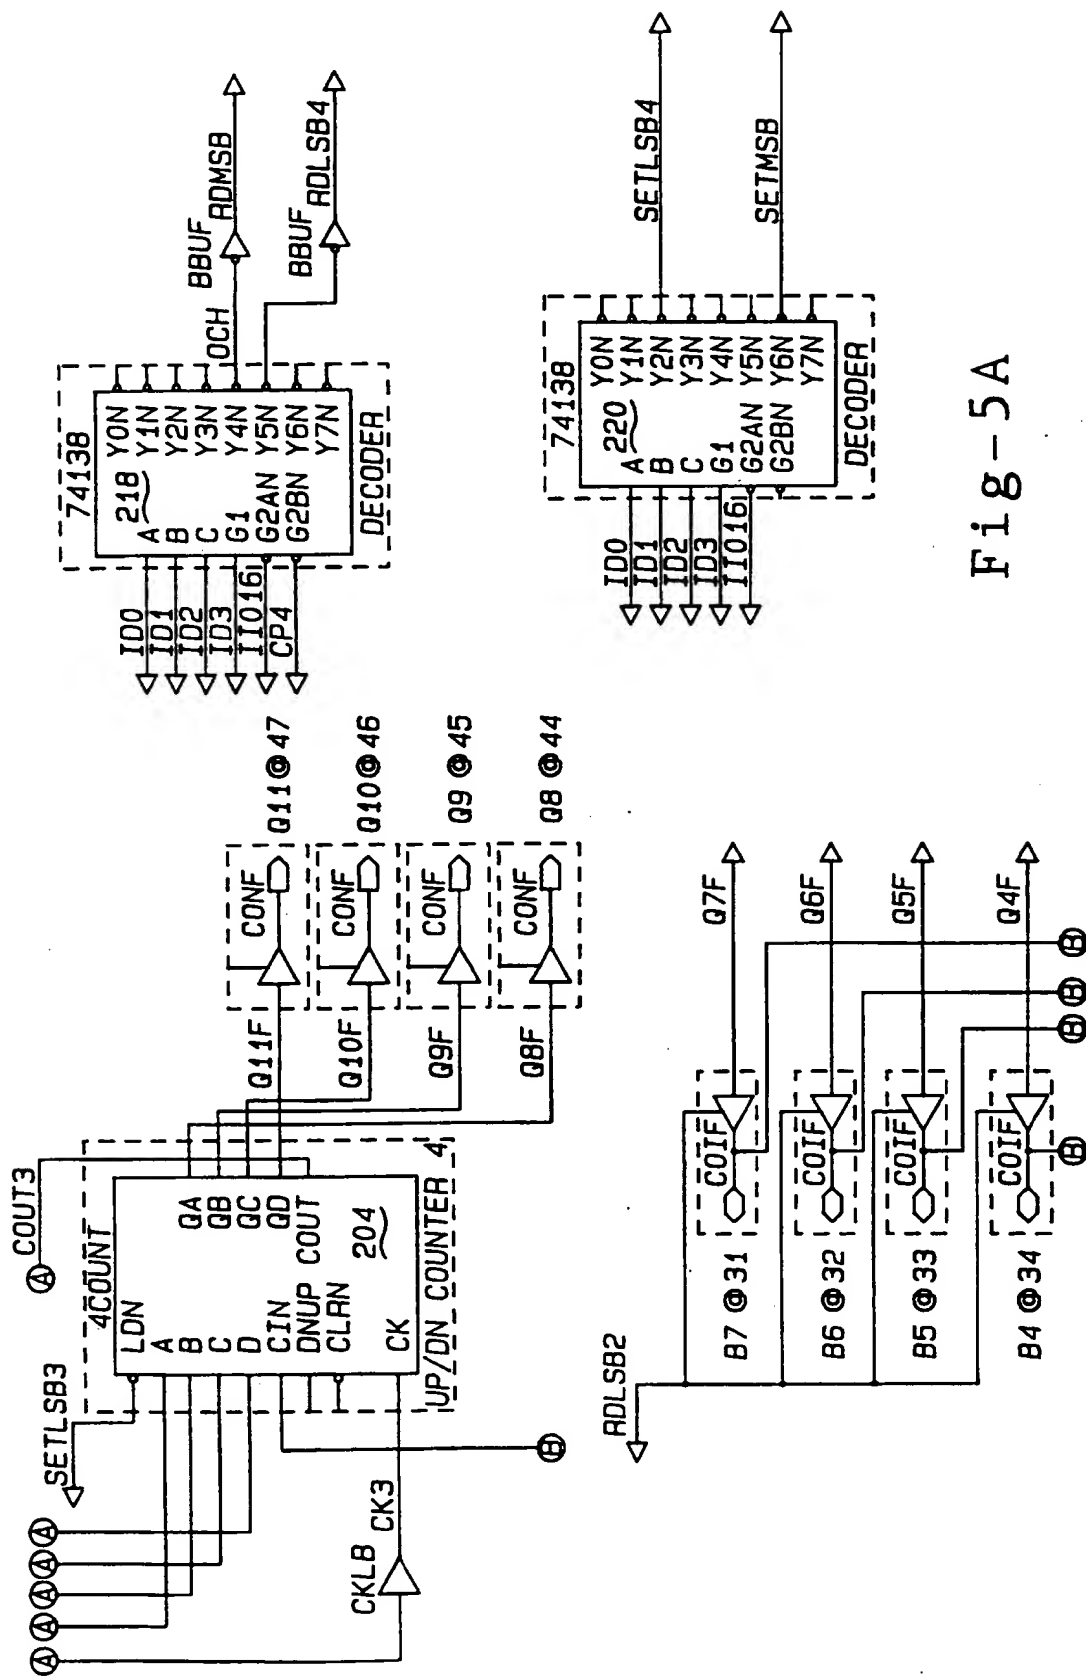 SETLSB3
COUT3
A
A
A
A
A
A
4COUNT
LDN
A
B
C
D
CIN
DNUP
CLRN
CK
QA
QB
QC
QD
COUT
204
UP/DN COUNTER
4
CKLB
CK3
B
Q11F
Q10F
Q9F
Q8F
CONF
CONF
CONF
CONF
Q11@47
Q10@46
Q9@45
Q8@44
74138
218
A
B
C
G1
G2AN
G2BN
Y0N
Y1N
Y2N
Y3N
Y4N
Y5N
Y6N
Y7N
DECODER
ID0
ID1
ID2
ID3
IIO16
CP4
OCH
BBUF
RDMSB
BBUF
RDLSB4
RDLSB2
B7@31
B6@32
B5@33
B4@34
COIF
COIF
COIF
COIF
Q7F
Q6F
Q5F
Q4F
B
B
B
B
74138
220
A
B
C
G1
G2AN
G2BN
Y0N
Y1N
Y2N
Y3N
Y4N
Y5N
Y6N
Y7N
DECODER
ID0
ID1
ID2
ID3
IIO16
SETLSB4
SETMSB
Fig-5A